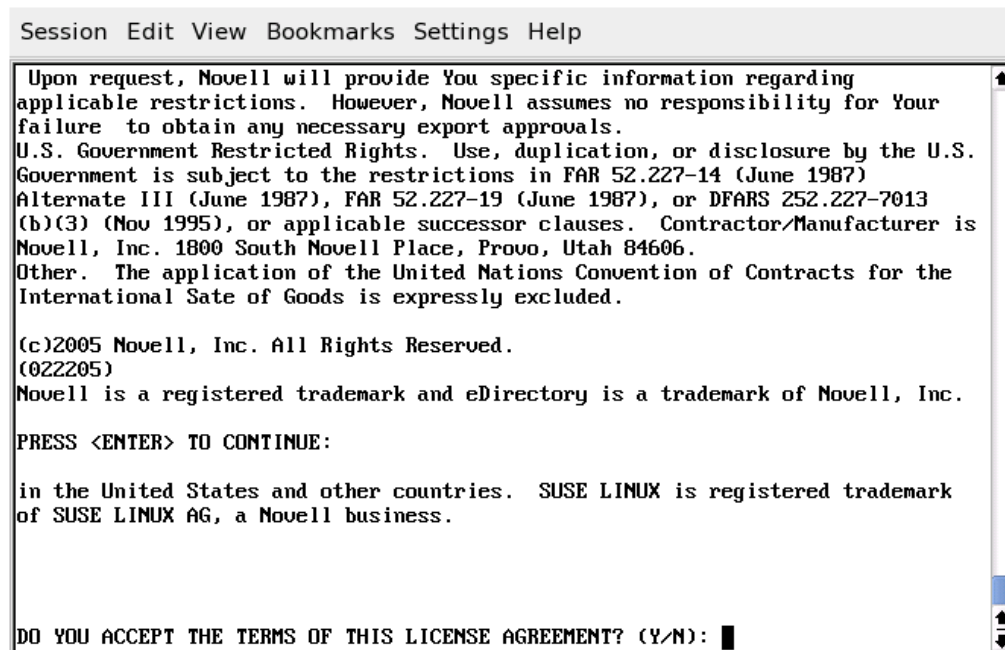 Session Edit View Bookmarks Settings Help
Upon request, Novell will provide You specific information regarding
applicable restrictions.  However, Novell assumes no responsibility for Your
failure  to obtain any necessary export approvals.
U.S. Government Restricted Rights.  Use, duplication, or disclosure by the U.S.
Government is subject to the restrictions in FAR 52.227-14 (June 1987)
Alternate III (June 1987), FAR 52.227-19 (June 1987), or DFARS 252.227-7013
(b)(3) (Nov 1995), or applicable successor clauses.  Contractor/Manufacturer is
Novell, Inc. 1800 South Novell Place, Provo, Utah 84606.
Other.  The application of the United Nations Convention of Contracts for the
International Sate of Goods is expressly excluded.
(c)2005 Novell, Inc. All Rights Reserved.
(022205)
Novell is a registered trademark and eDirectory is a trademark of Novell, Inc.
PRESS <ENTER> TO CONTINUE:
in the United States and other countries.  SUSE LINUX is registered trademark
of SUSE LINUX AG, a Novell business.
DO YOU ACCEPT THE TERMS OF THIS LICENSE AGREEMENT? (Y/N):